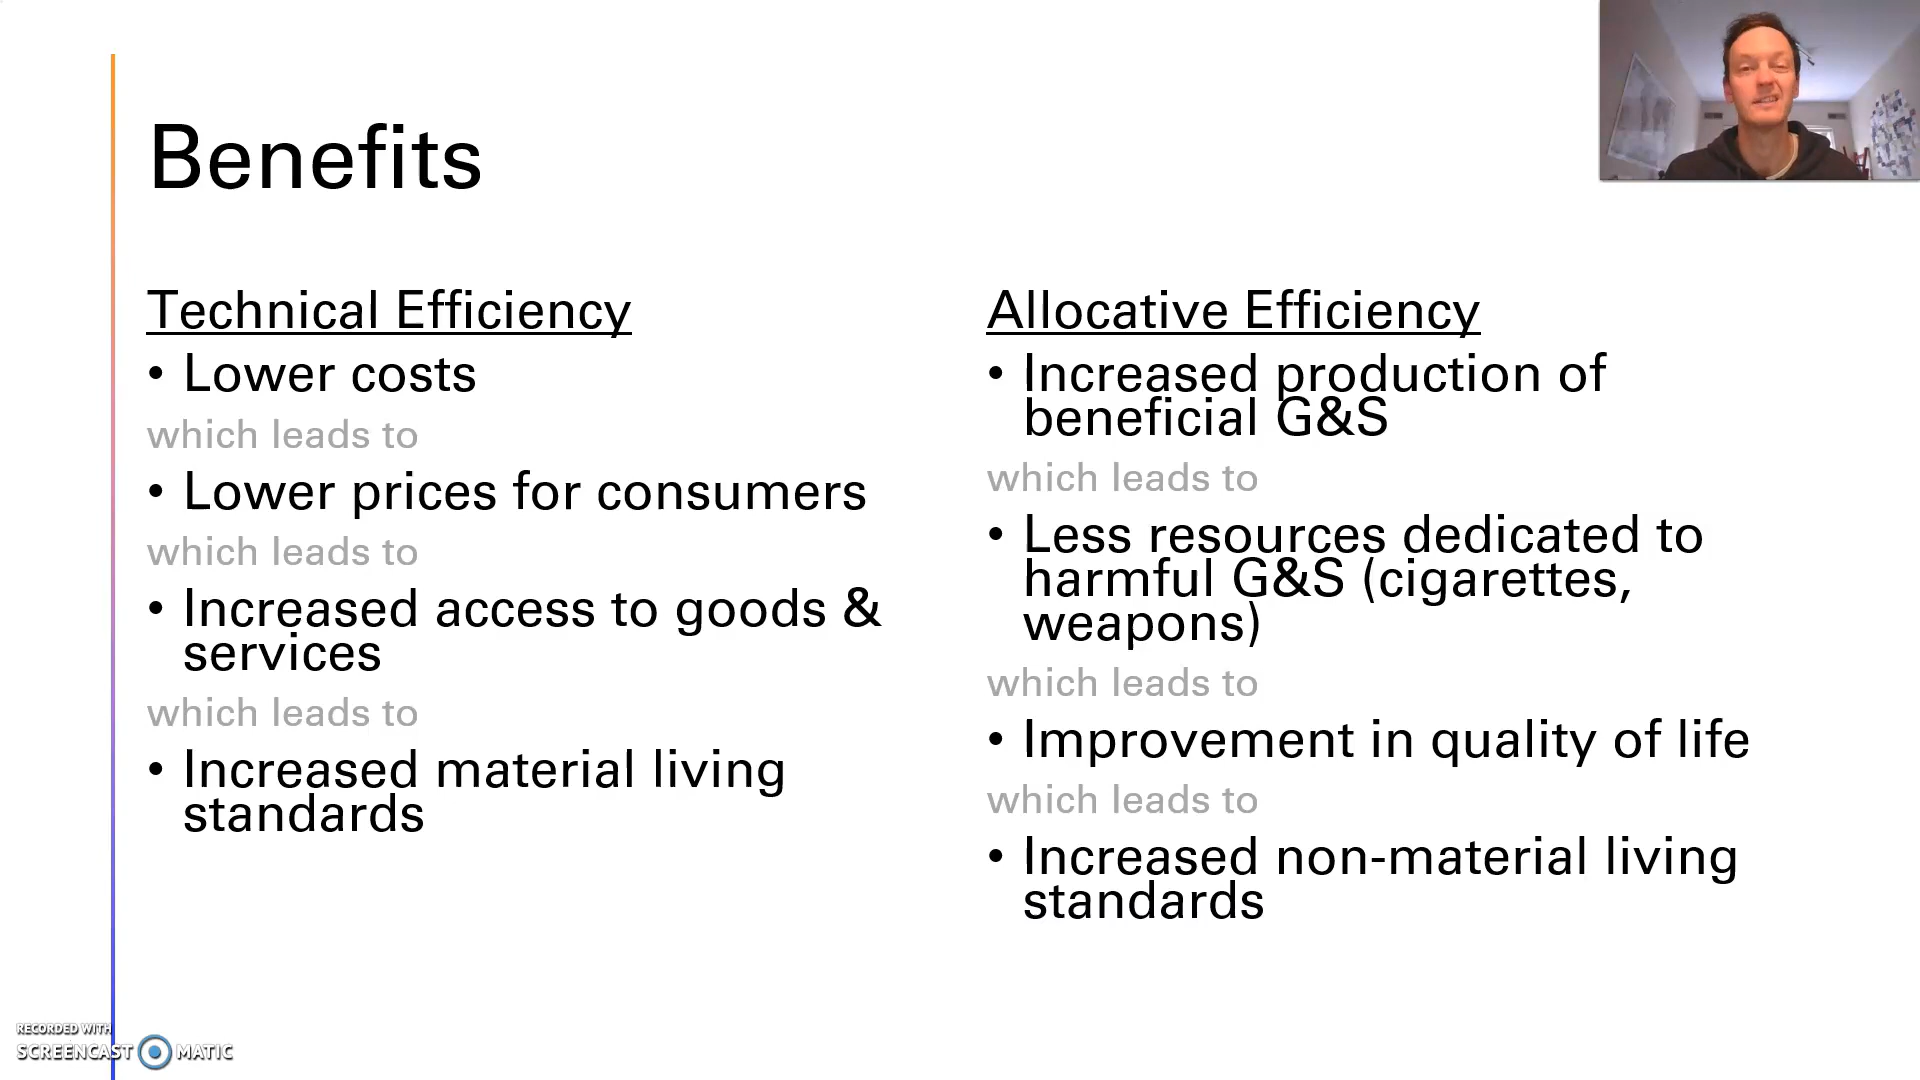 Benefits
Technical Efficiency
• Lower costs
which leads to
• Lower prices for consumers
which leads to
• Increased access to goods &
services
which leads to
• Increased material living
standards
Allocative Efficiency
• Increased production of
beneficial G&S
which leads to
• Less resources dedicated to
harmful G&S (cigarettes,
weapons)
which leads to
• Improvement in quality of life
which leads to
• Increased non-material living
standards
RECORDED WITH
SCREENCAST MATIC